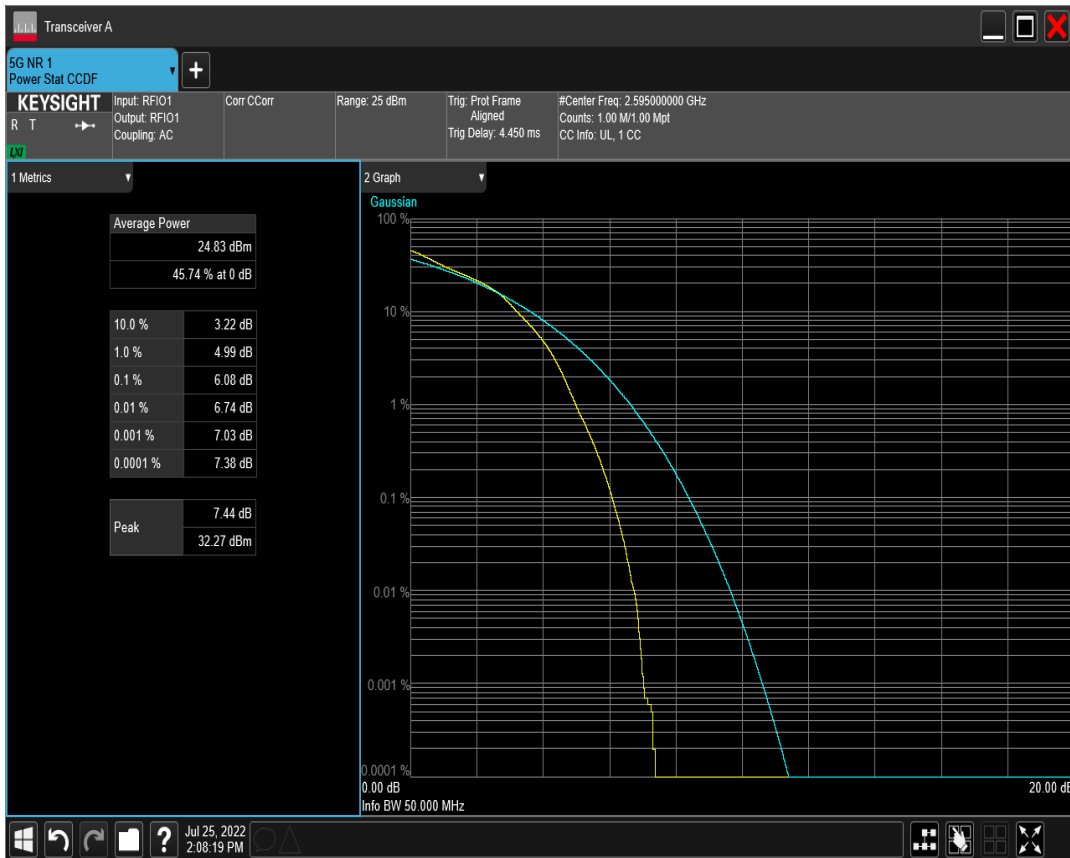 Transceiver A
5G NR 1
Power Stat CCDF
KEYSIGHT
R T
LXI
Input: RFIO1
Output: RFIO1
Coupling: AC
Corr CCorr
Range: 25 dBm
Trig: Prot Frame
Aligned
Trig Delay: 4.450 ms
#Center Freq: 2.595000000 GHz
Counts: 1.00 M/1.00 Mpt
CC Info: UL, 1 CC
1 Metrics
Average Power
24.83 dBm
45.74 % at 0 dB
10.0 % 3.22 dB
1.0 % 4.99 dB
0.1 % 6.08 dB
0.01 % 6.74 dB
0.001 % 7.03 dB
0.0001 % 7.38 dB
Peak
7.44 dB
32.27 dBm
2 Graph
Gaussian
100 %
10 %
1 %
0.1 %
0.01 %
0.001 %
0.0001 %
0.00 dB
20.00 dB
Info BW 50.000 MHz
?
Jul 25, 2022
2:08:19 PM